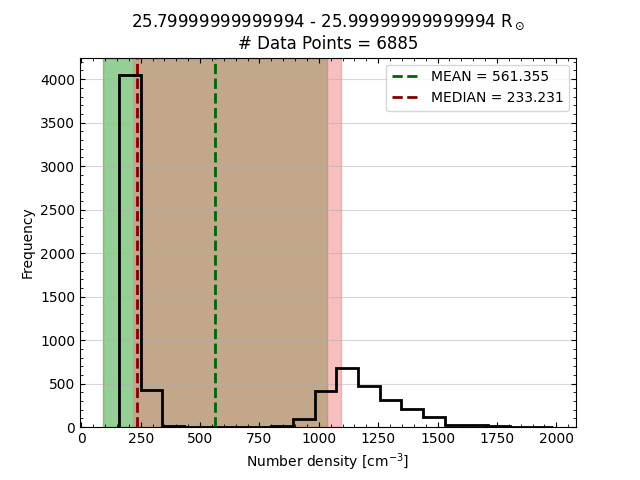 25.79999999999994 - 25.99999999999994 R⊙
# Data Points = 6885
MEAN = 561.355
MEDIAN = 233.231
4000
3500
3000
2500
2000
1500
1000
500
0
Frequency
0 250 500 750 1000 1250 1500 1750 2000
Number density [cm⁻³]